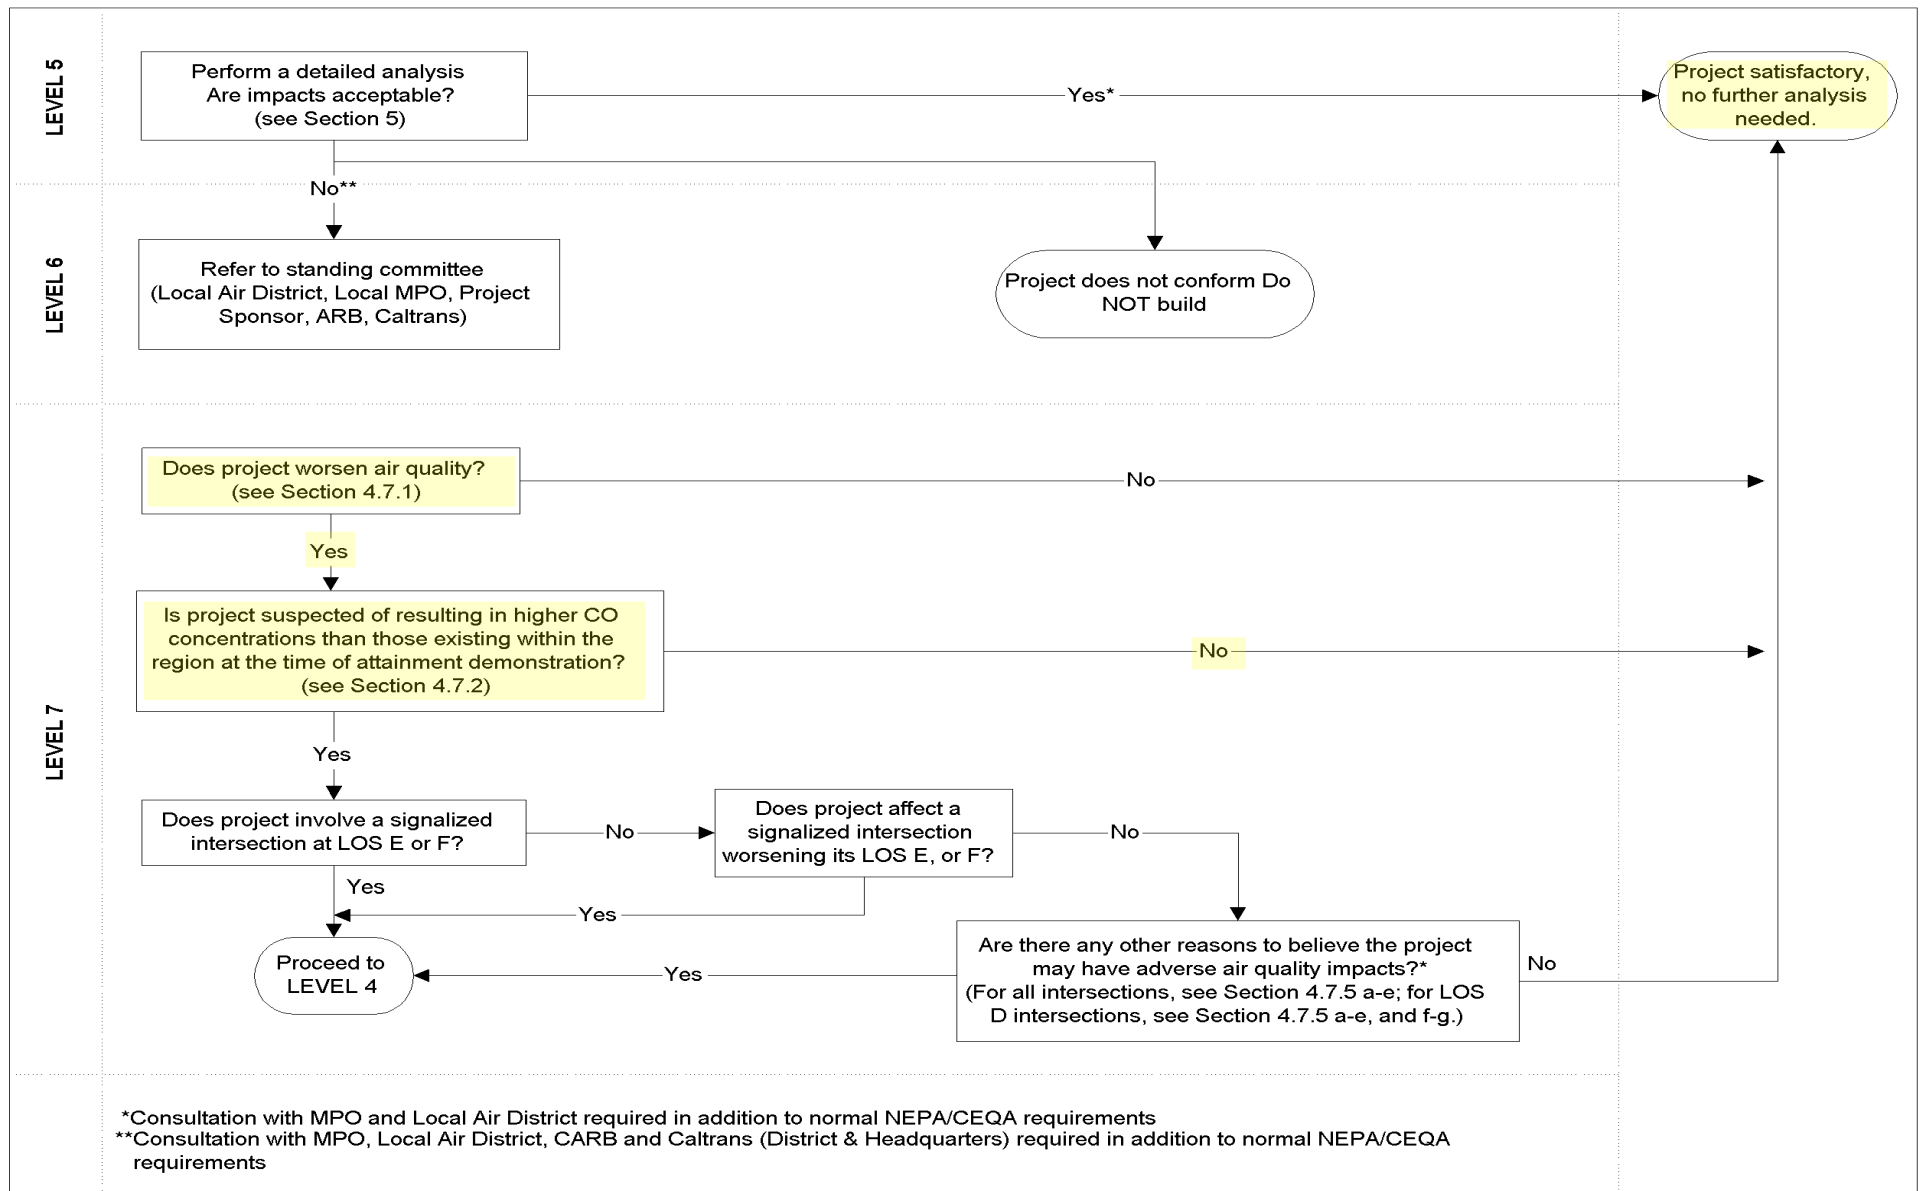 LEVEL 5
Perform a detailed analysis
Are impacts acceptable?
(see Section 5)
Yes*
Project satisfactory,
no further analysis
needed.
No**
LEVEL 6
Refer to standing committee
(Local Air District, Local MPO, Project
Sponsor, ARB, Caltrans)
Project does not conform Do
NOT build
LEVEL 7
Does project worsen air quality?
(see Section 4.7.1)
No
Yes
Is project suspected of resulting in higher CO
concentrations than those existing within the
region at the time of attainment demonstration?
(see Section 4.7.2)
No
Yes
Does project involve a signalized
intersection at LOS E or F?
No
Does project affect a
signalized intersection
worsening its LOS E, or F?
No
Yes
Yes
Proceed to
LEVEL 4
Yes
Are there any other reasons to believe the project
may have adverse air quality impacts?*
(For all intersections, see Section 4.7.5 a-e; for LOS
D intersections, see Section 4.7.5 a-e, and f-g.)
No
*Consultation with MPO and Local Air District required in addition to normal NEPA/CEQA requirements
**Consultation with MPO, Local Air District, CARB and Caltrans (District & Headquarters) required in addition to normal NEPA/CEQA
requirements